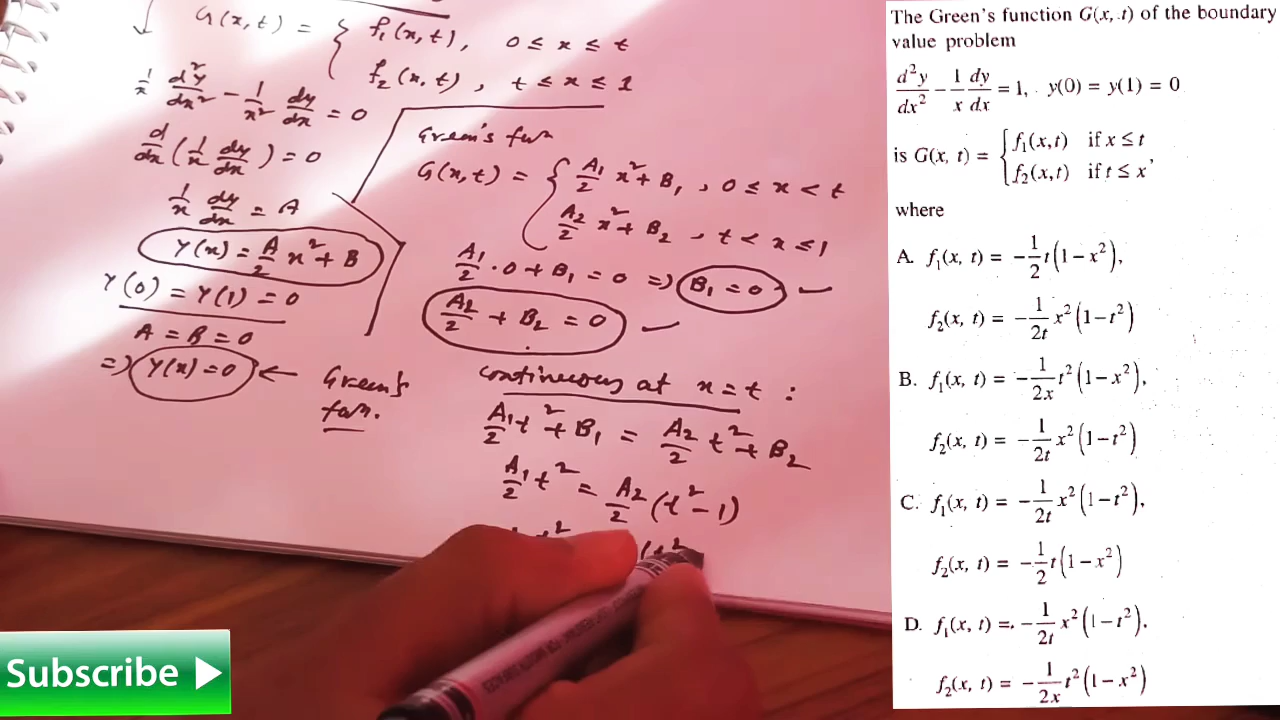 G(x,t) = { f₁(x,t), 0 ≤ x ≤ t
f₂(x,t), t ≤ x ≤ 1
1/x d²y/dx² - 1/x² dy/dx = 0
d/dx (1/x dy/dx) = 0
1/x dy/dx = A
Y(x) = A/2 x² + B
Y(0) = Y(1) = 0
A = B = 0
=) Y(x) = 0 ← Green's
fun.
Green's fun
G(x,t) = { A₁/2 x² + B₁, 0 ≤ x < t
A₂/2 x² + B₂, t < x ≤ 1
A₁/2 · 0 + B₁ = 0 =) B₁ = 0
A₂/2 + B₂ = 0
continuous at x = t :
A₁/2 t² + B₁ = A₂/2 t² + B₂
A₁/2 t² = A₂/2 (t² - 1)
The Green's function G(x, t) of the boundary
value problem
d²y/dx² - 1/x dy/dx = 1, y(0) = y(1) = 0
is G(x, t) = { f₁(x,t) if x ≤ t
f₂(x,t) if t ≤ x ,
where
A. f₁(x, t) = -1/2 t(1-x²),
f₂(x, t) = -1/2t x²(1-t²)
B. f₁(x, t) = -1/2x t²(1-x²),
f₂(x, t) = -1/2t x²(1-t²)
C. f₁(x, t) = -1/2t x²(1-t²),
f₂(x, t) = -1/2 t(1-x²)
D. f₁(x, t) = -1/2t x²(1-t²),
f₂(x, t) = -1/2x t²(1-x²)
Subscribe